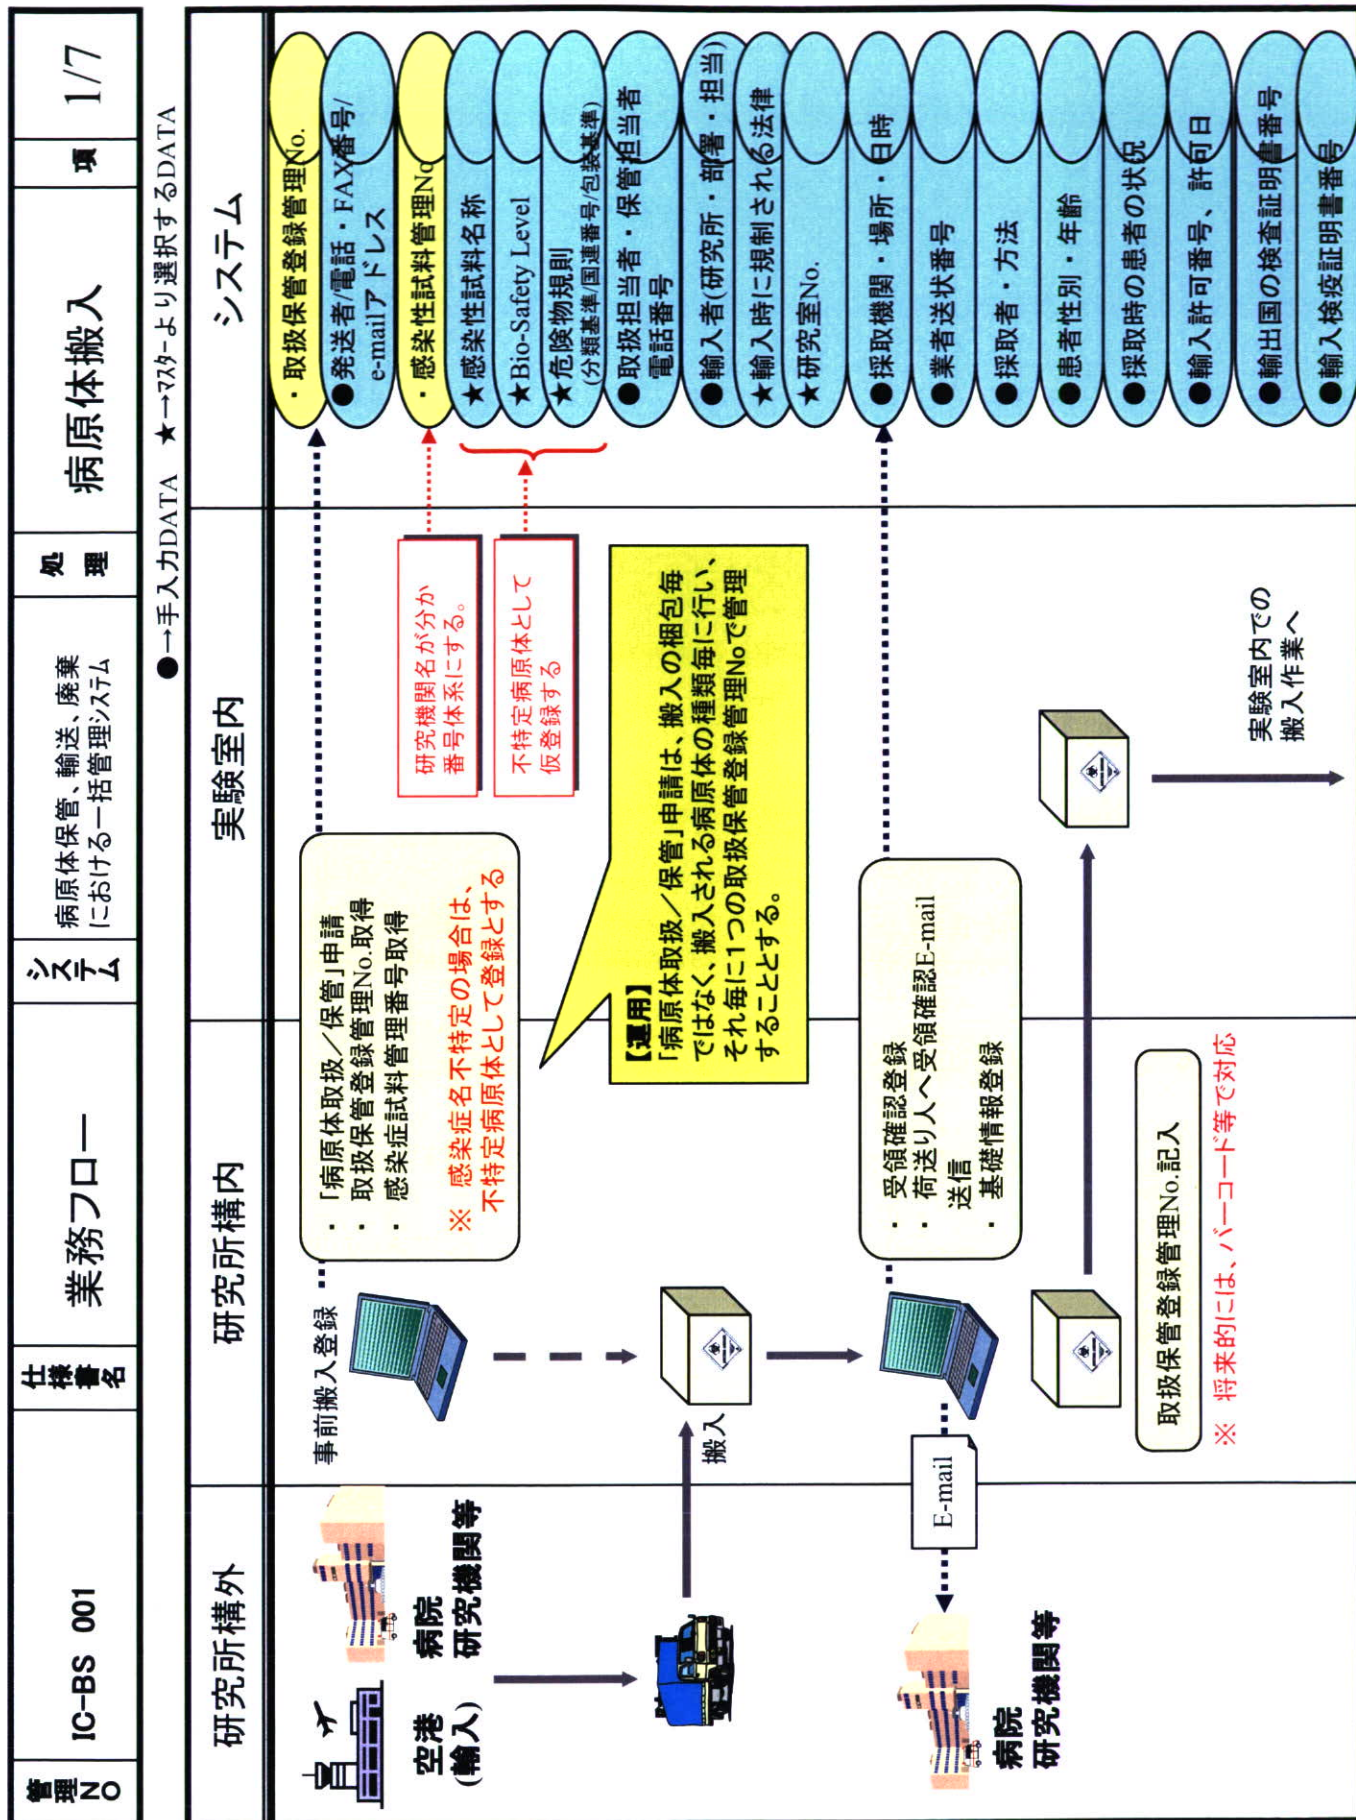 管理NO
IC-BS 001
仕様書名
業務フロー
システム
病原体保管、輸送、廃棄
における一括管理システム
処理
病原体搬入
項
1/7
●→手入力DATA ★→マスターより選択するDATA
研究所構外
研究所構内
実験室内
システム
空港
(輸入)
病院
研究機関等
事前搬入登録
・「病原体取扱／保管」申請
取扱保管登録管理No.取得
・感染症試料管理番号取得
※ 感染症名不特定の場合は、
不特定病原体として登録とする
研究機関名が分か
番号体系にする。
不特定病原体として
仮登録する
【運用】
「病原体取扱／保管」申請は、搬入の梱包毎
ではなく、搬入される病原体の種類毎に行い、
それ毎に1つの取扱保管登録管理Noで管理
することとする。
搬入
・受領確認登録
・荷送り人へ受領確認E-mail
送信
・基礎情報登録
E-mail
病院
研究機関等
取扱保管登録管理No.記入
※ 将来的には、バーコード等で対応
実験室内での
搬入作業へ
・取扱保管登録管理No.
●発送者/電話・FAX番号/
e-mailアドレス
・感染性試料管理No
★感染性試料名称
★Bio-Safety Level
★危険物規則
(分類基準/国連番号/包装基準)
●取扱担当者・保管担当者
電話番号
●輸入者(研究所・部署・担当)
★輸入時に規制される法律
★研究室No.
●採取機関・場所・日時
●業者送状番号
●採取者・方法
●患者性別・年齢
●採取時の患者の状況
●輸入許可番号、許可日
●輸出国の検査証明書番号
●輸入検疫証明書番号